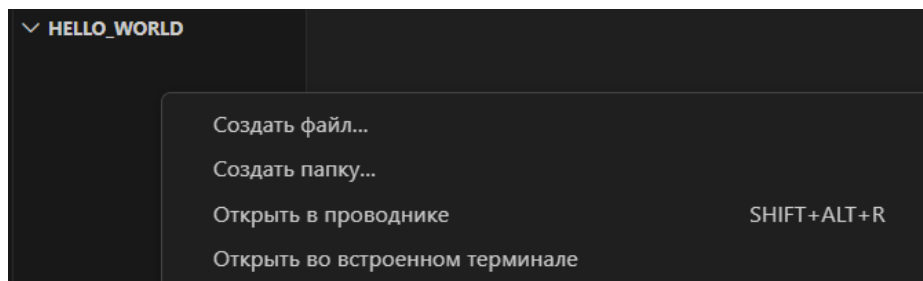 HELLO_WORLD
Создать файл...
Создать папку...
Открыть в проводнике SHIFT+ALT+R
Открыть во встроенном терминале